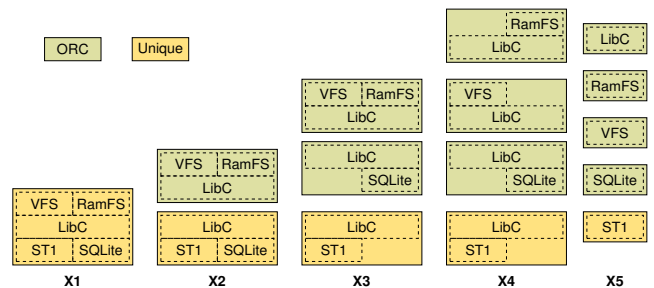 ORC Unique
RamFS
LibC
LibC
VFS RamFS
LibC
VFS
LibC
RamFS
VFS RamFS
LibC
LibC
SQLite
LibC
SQLite
VFS
SQLite
VFS RamFS
LibC
ST1 SQLite
LibC
ST1 SQLite
LibC
ST1
LibC
ST1
ST1
X1 X2 X3 X4 X5